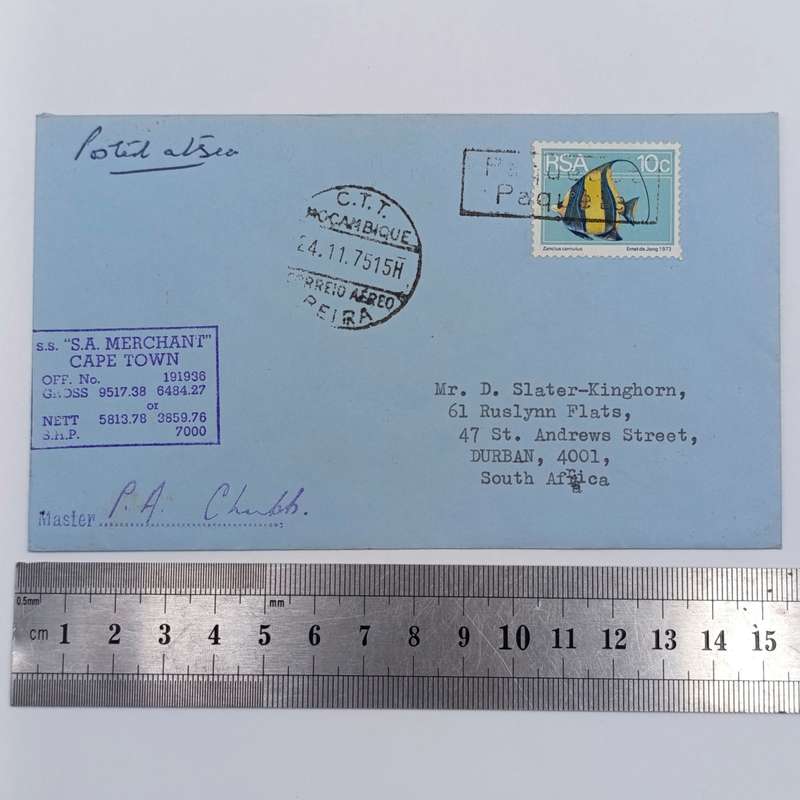 Posted at Sea
RSA 10c
Paquebot
Paquete
Zanclus cornutus Ernst de Jong 1973
C.T.T.
MOÇAMBIQUE
24.11.75 15H
CORREIO AÉREO
BEIRA
S.S. "S.A. MERCHANT"
CAPE TOWN
OFF. No. 191936
GROSS 9517.38 6484.27
or
NETT 5813.78 3859.76
S.H.P. 7000
Mr. D. Slater-Kinghorn,
61 Ruslynn Flats,
47 St. Andrews Street,
DURBAN, 4001,
South Africa
Master P. A. Chubb.
0.5mm mm
cm 1 2 3 4 5 6 7 8 9 10 11 12 13 14 15